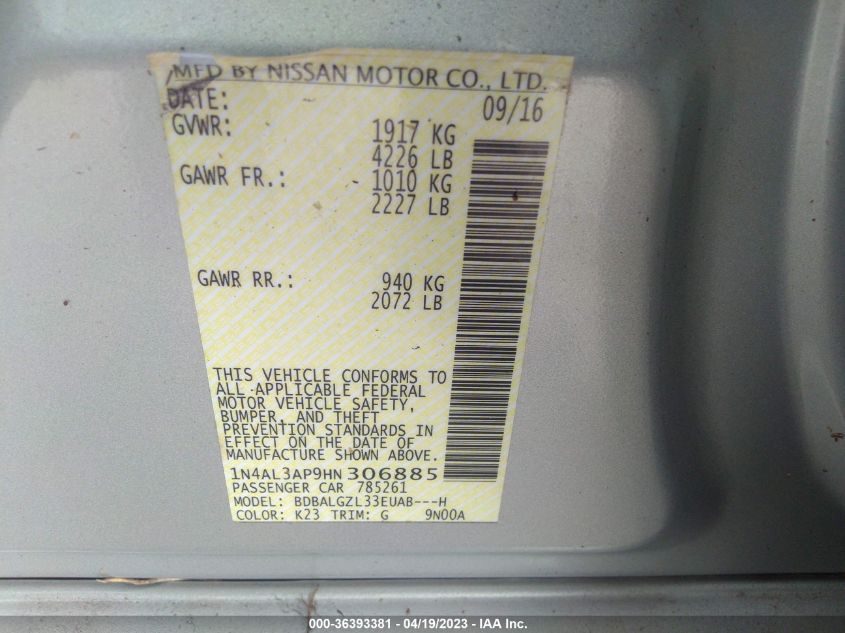 MFD BY NISSAN MOTOR CO., LTD.
DATE: 09/16
GVWR: 1917 KG
4226 LB
GAWR FR.: 1010 KG
2227 LB
GAWR RR.: 940 KG
2072 LB
THIS VEHICLE CONFORMS TO
ALL APPLICABLE FEDERAL
MOTOR VEHICLE SAFETY,
BUMPER, AND THEFT
PREVENTION STANDARDS IN
EFFECT ON THE DATE OF
MANUFACTURE SHOWN ABOVE.
1N4AL3AP9HN306885
PASSENGER CAR 785261
MODEL: BDBALGZL33EUAB---H
COLOR: K23 TRIM: G 9N00A
000-36393381 - 04/19/2023 - IAA Inc.